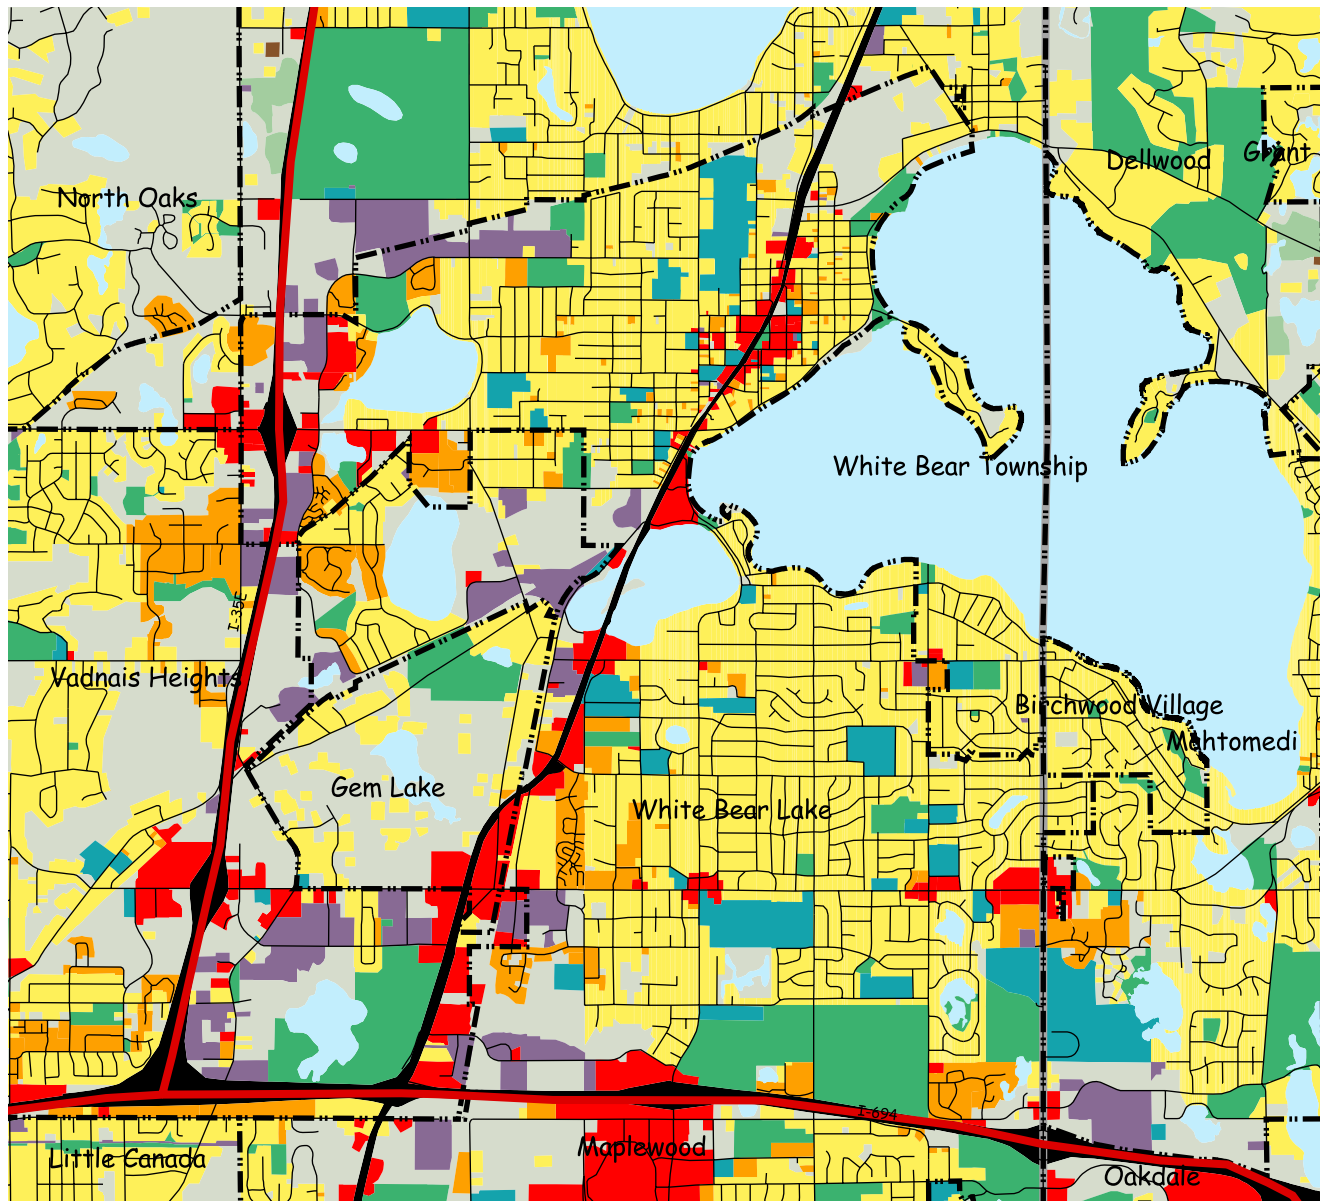 Grant
Dellwood
North Oaks
White Bear Township
I-35E
Vadnais Heights
Birchwood Village
Mahtomedi
Gem Lake
White Bear Lake
I-694
Maplewood
Little Canada
Oakdale